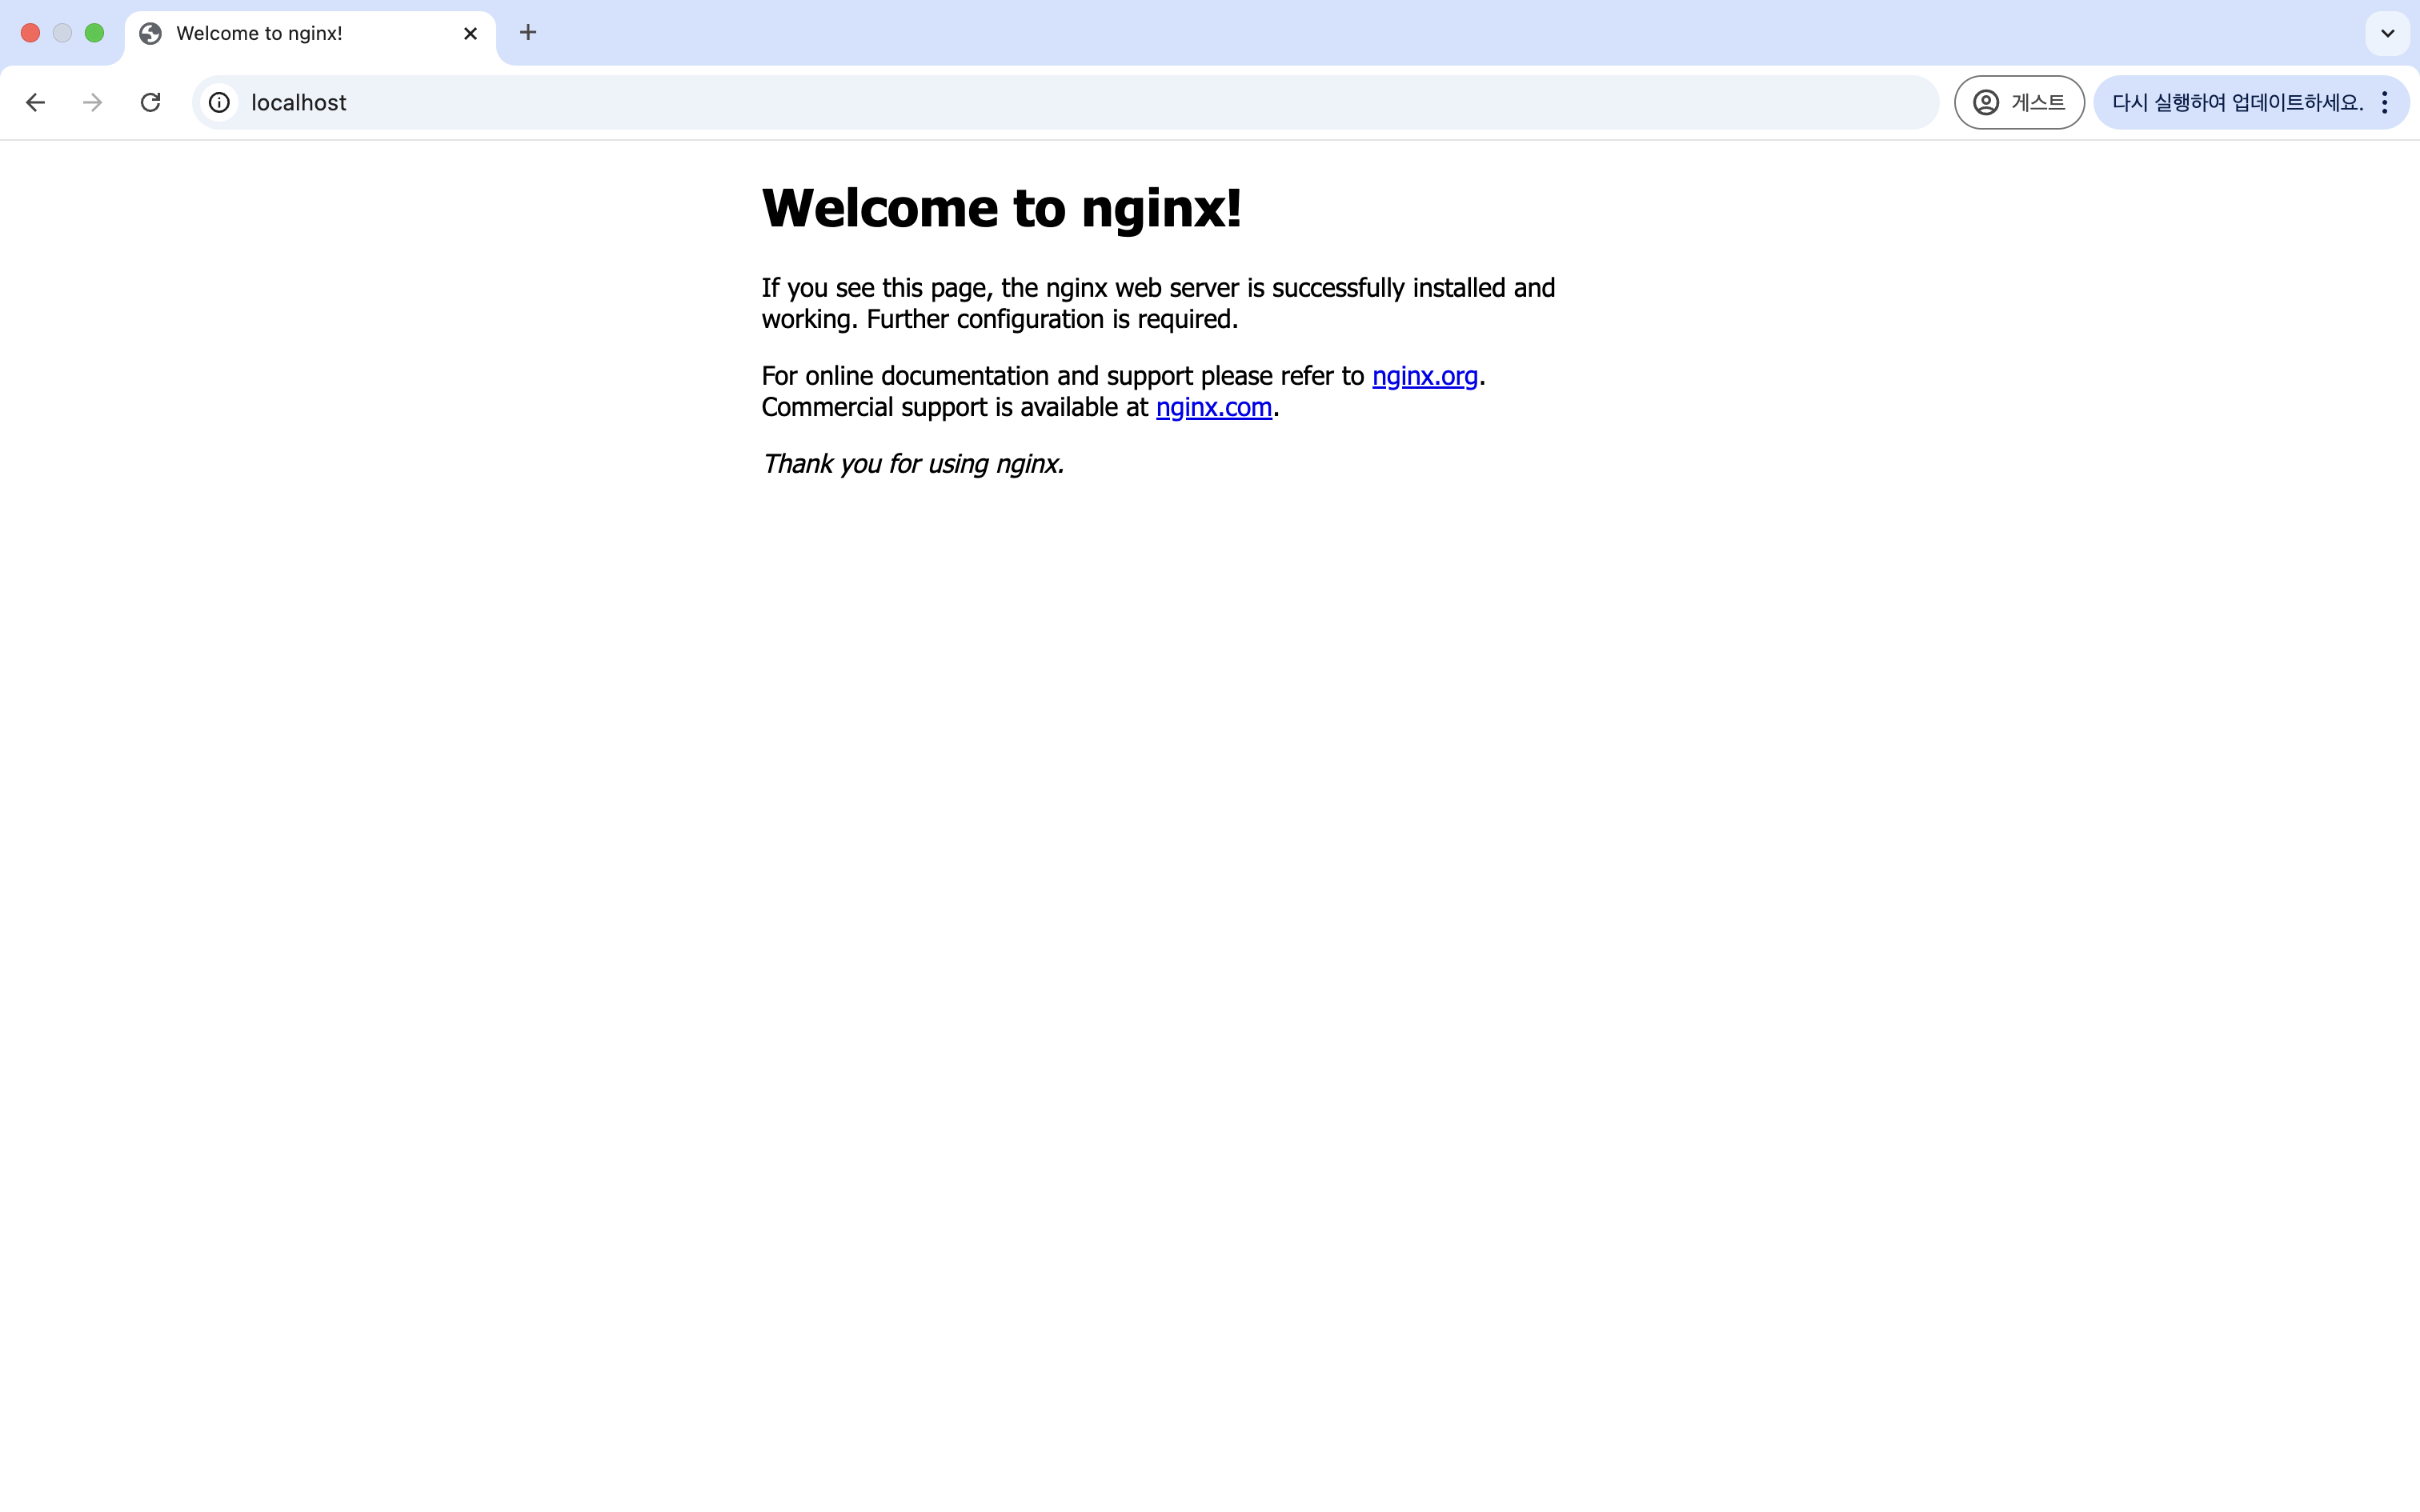 Welcome to nginx!
localhost
게스트
다시 실행하여 업데이트하세요.
Welcome to nginx!
If you see this page, the nginx web server is successfully installed and
working. Further configuration is required.
For online documentation and support please refer to nginx.org.
Commercial support is available at nginx.com.
Thank you for using nginx.